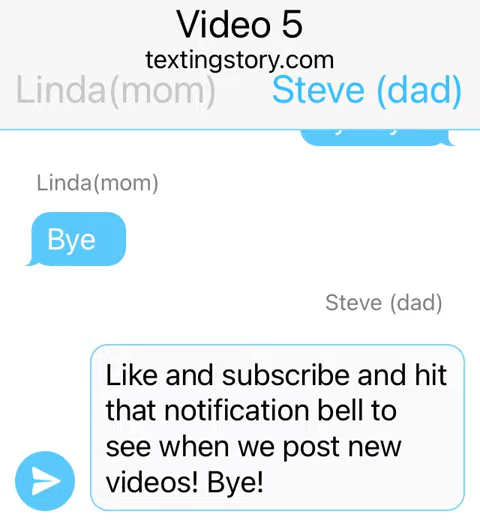 Video 5
textingstory.com
Linda(mom) Steve (dad)
Linda(mom)
Bye
Steve (dad)
Like and subscribe and hit
that notification bell to
see when we post new
videos! Bye!